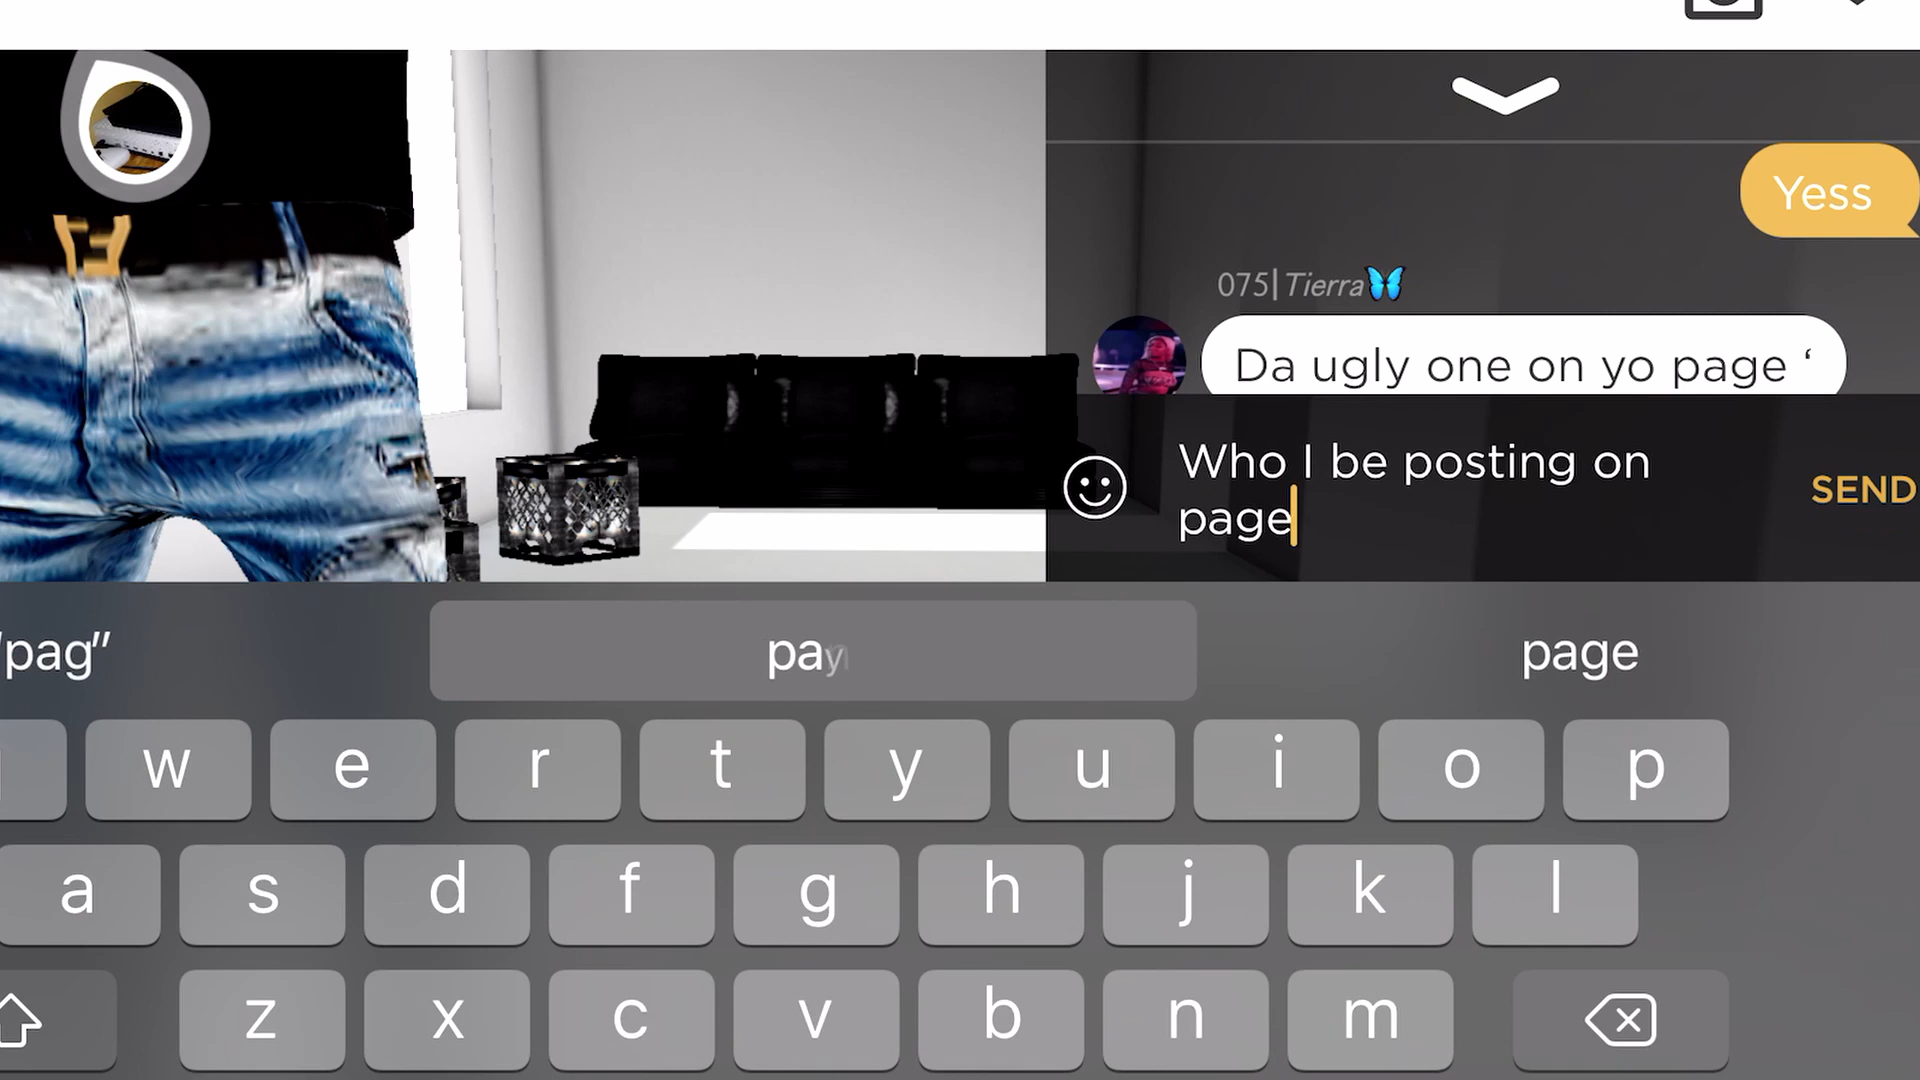 Yess
075|Tierra🦋
Da ugly one on yo page ‘
Who I be posting on
page
SEND
"pag"
pay
page
w e r t y u i o p
a s d f g h j k l
z x c v b n m